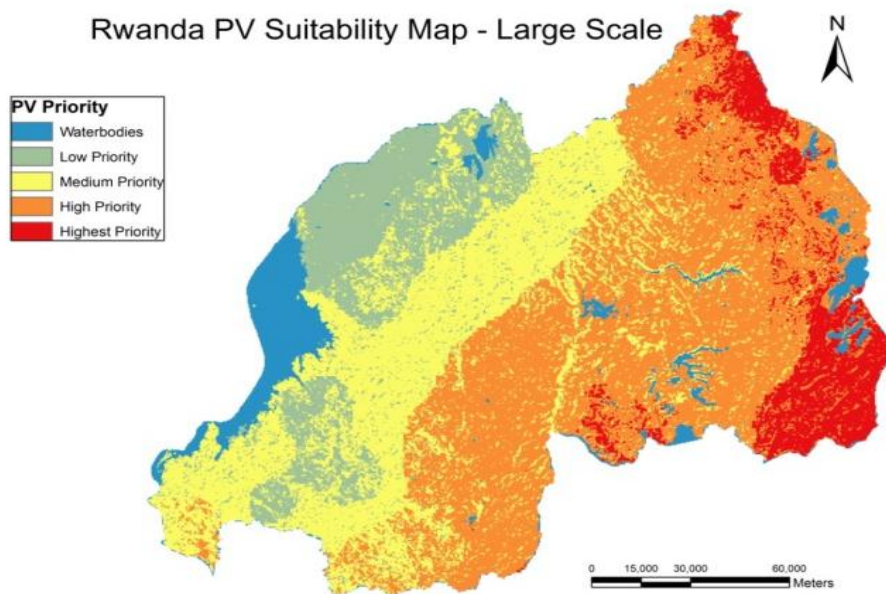 Rwanda PV Suitability Map - Large Scale
N
PV Priority
Waterbodies
Low Priority
Medium Priority
High Priority
Highest Priority
0 15,000 30,000 60,000
Meters